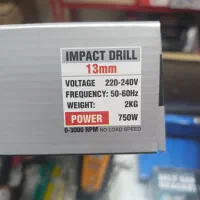 IMPACT DRILL
13mm
VOLTAGE 220-240V
FREQUENCY: 50-60Hz
WEIGHT: 2KG
POWER 750W
0-3000 RPM NO LOAD SPEED